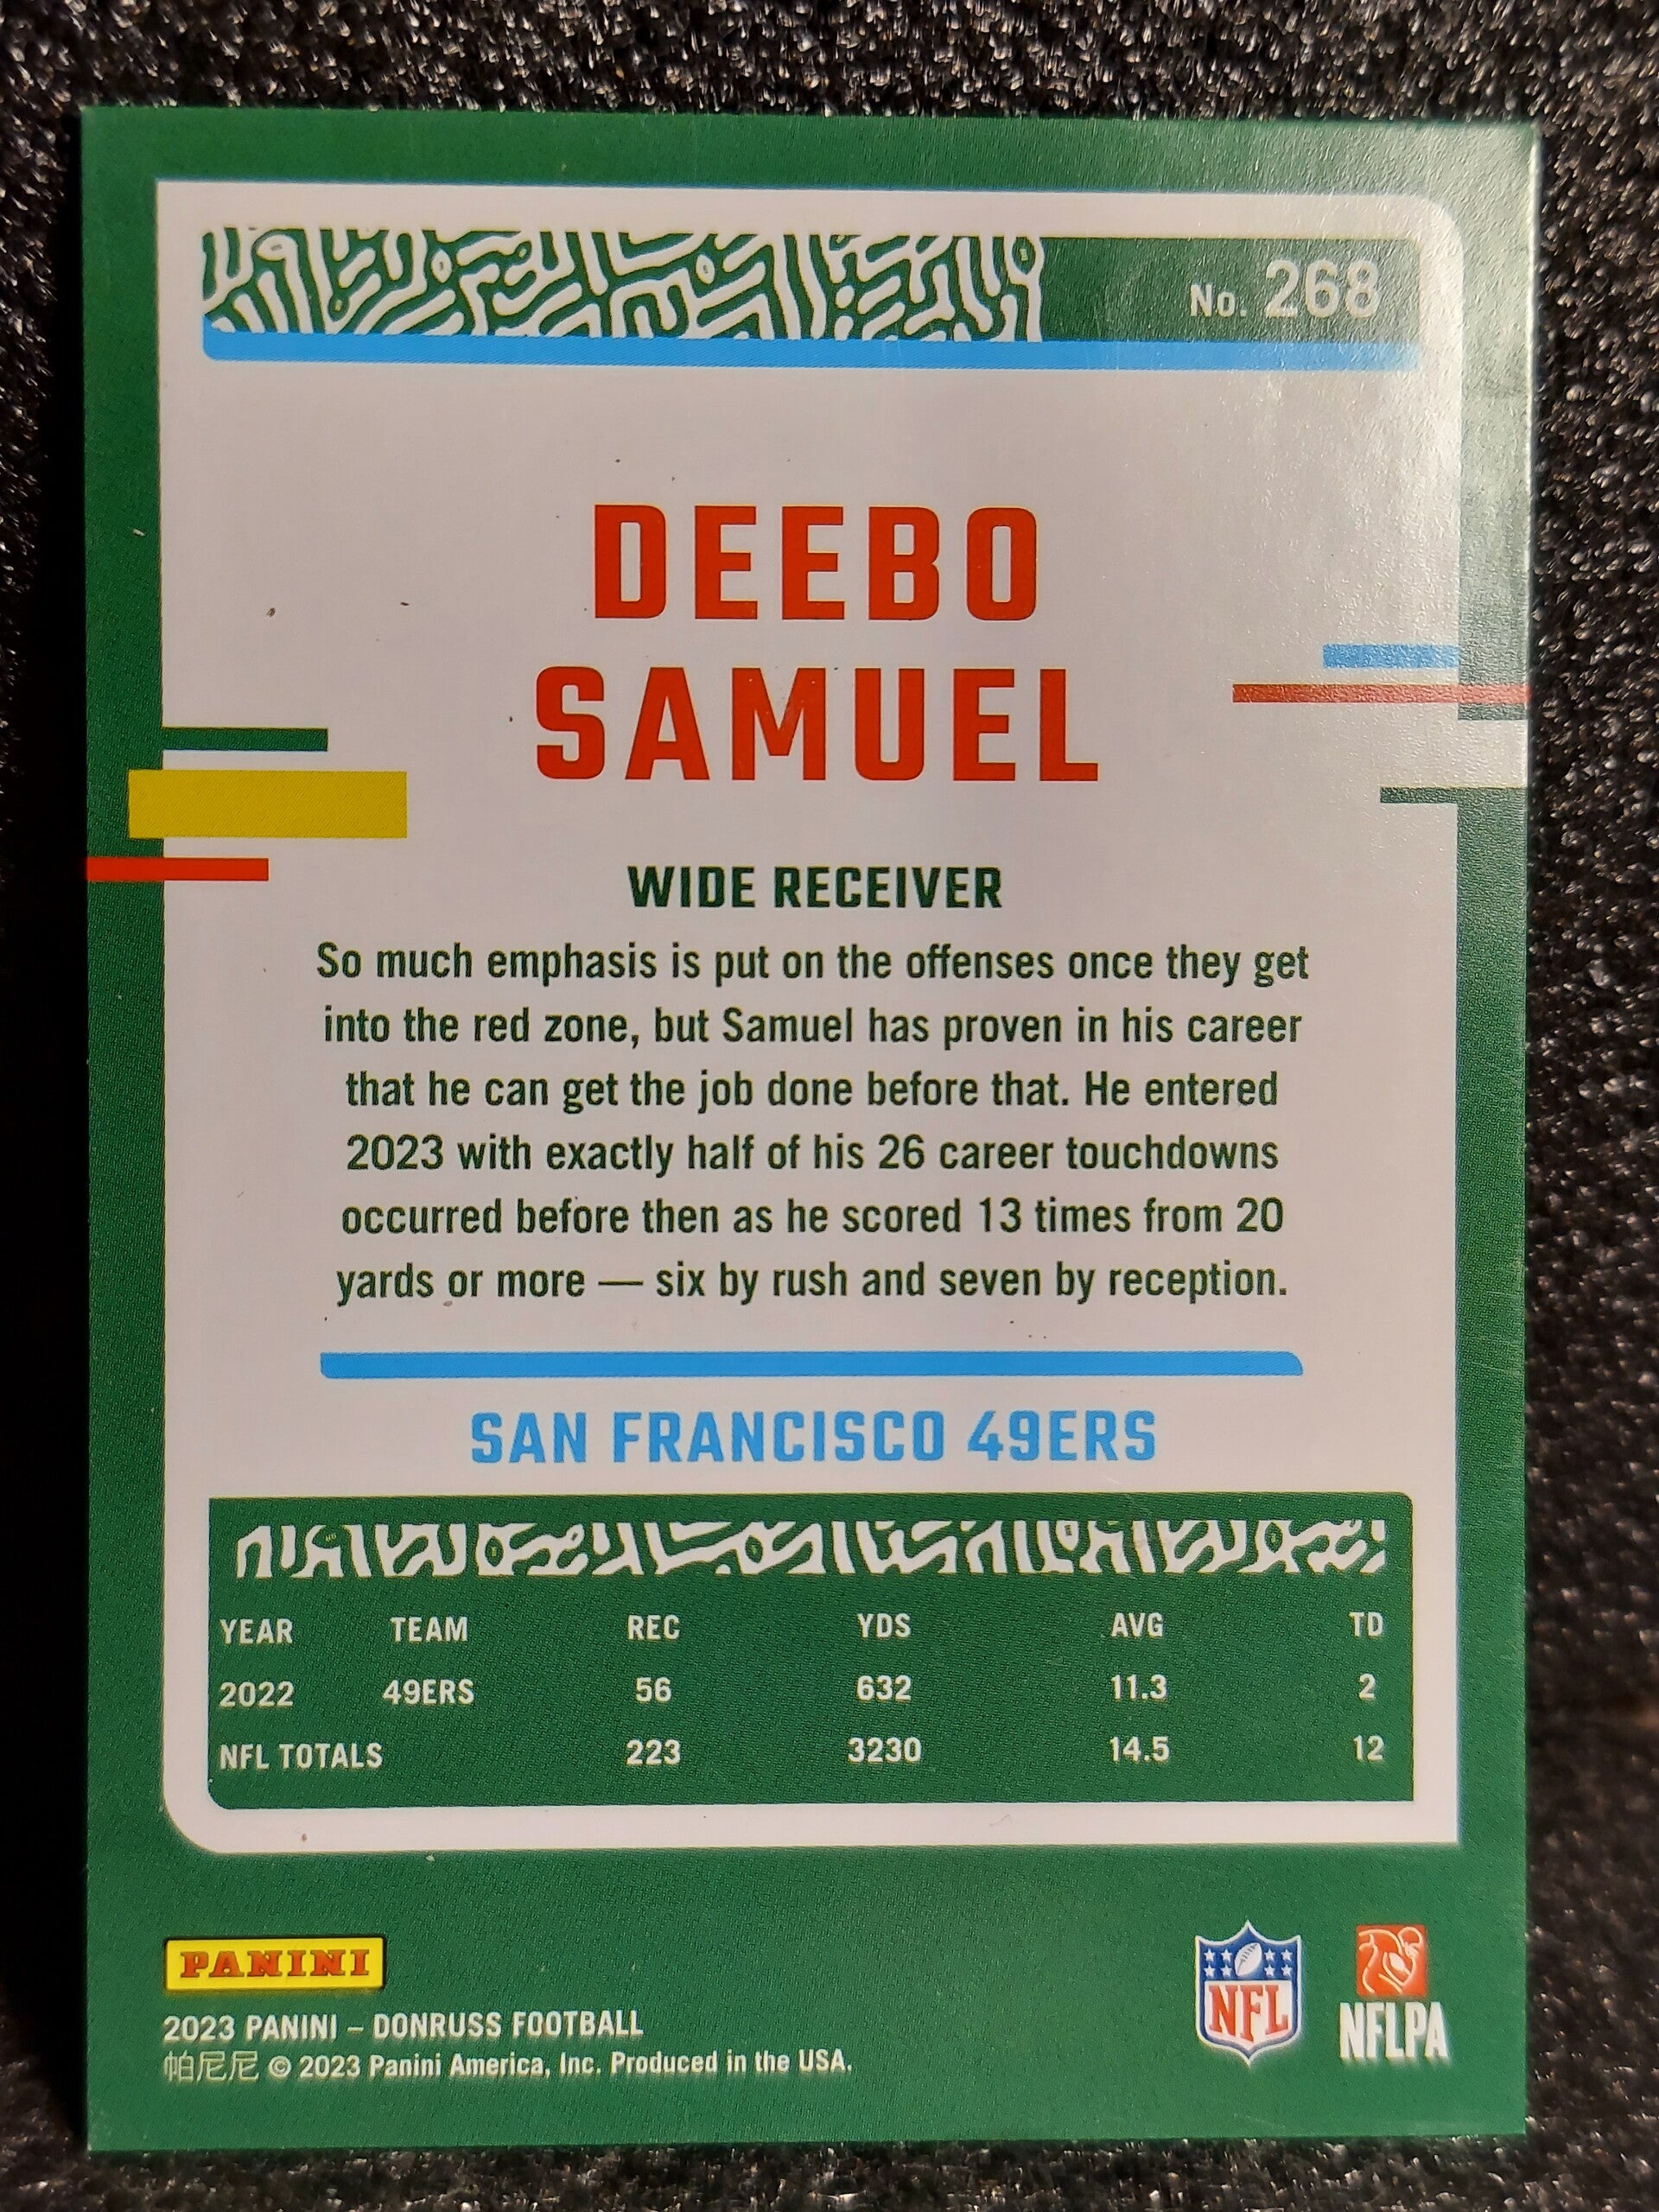 No. 268
DEEBO
SAMUEL
WIDE RECEIVER
So much emphasis is put on the offenses once they get
into the red zone, but Samuel has proven in his career
that he can get the job done before that. He entered
2023 with exactly half of his 26 career touchdowns
occurred before then as he scored 13 times from 20
yards or more — six by rush and seven by reception.
SAN FRANCISCO 49ERS
YEAR TEAM REC YDS AVG TD
2022 49ERS 56 632 11.3 2
NFL TOTALS 223 3230 14.5 12
PANINI
NFL
NFLPA
2023 PANINI – DONRUSS FOOTBALL
帕尼尼 © 2023 Panini America, Inc. Produced in the USA.